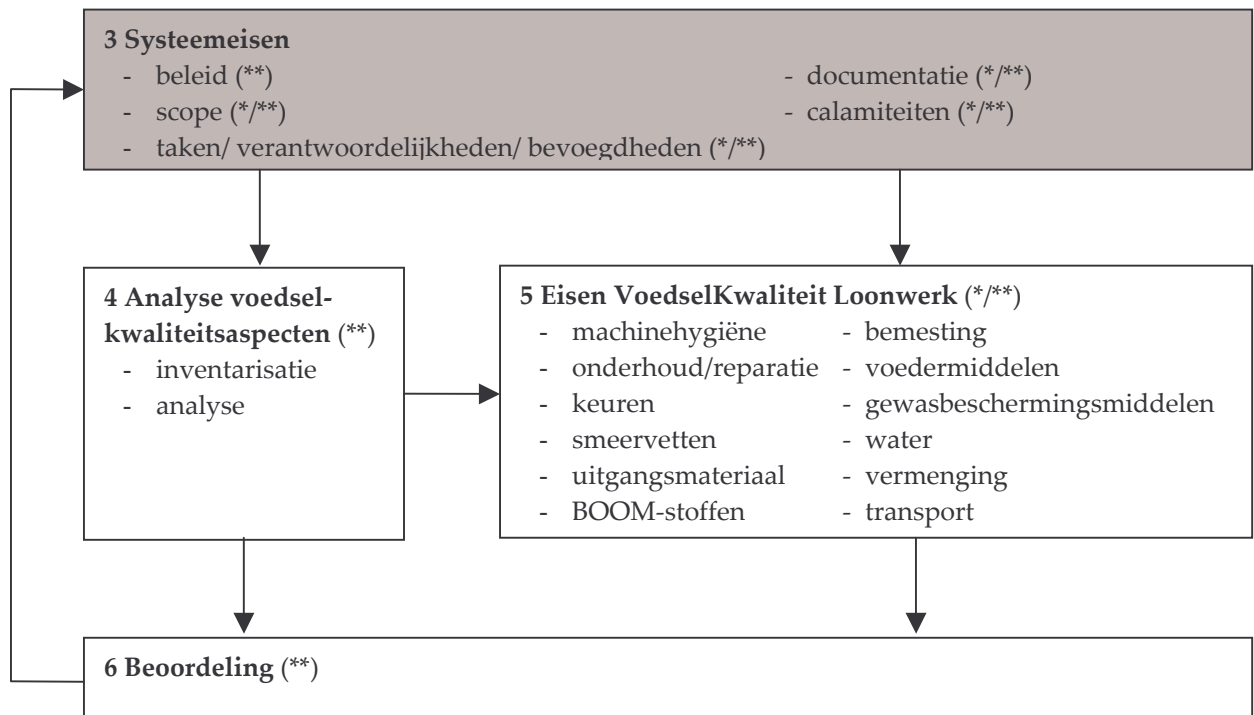 3 Systeemeisen
- beleid (**)
- documentatie (*/**)
- scope (*/**)
- calamiteiten (*/**)
- taken/ verantwoordelijkheden/ bevoegdheden (*/**)
4 Analyse voedsel-
kwaliteitsaspecten (**)
- inventarisatie
- analyse
5 Eisen VoedselKwaliteit Loonwerk (*/**)
- machinehygiëne - bemesting
- onderhoud/reparatie - voedermiddelen
- keuren - gewasbeschermingsmiddelen
- smeervetten - water
- uitgangsmateriaal - vermenging
- BOOM-stoffen - transport
6 Beoordeling (**)